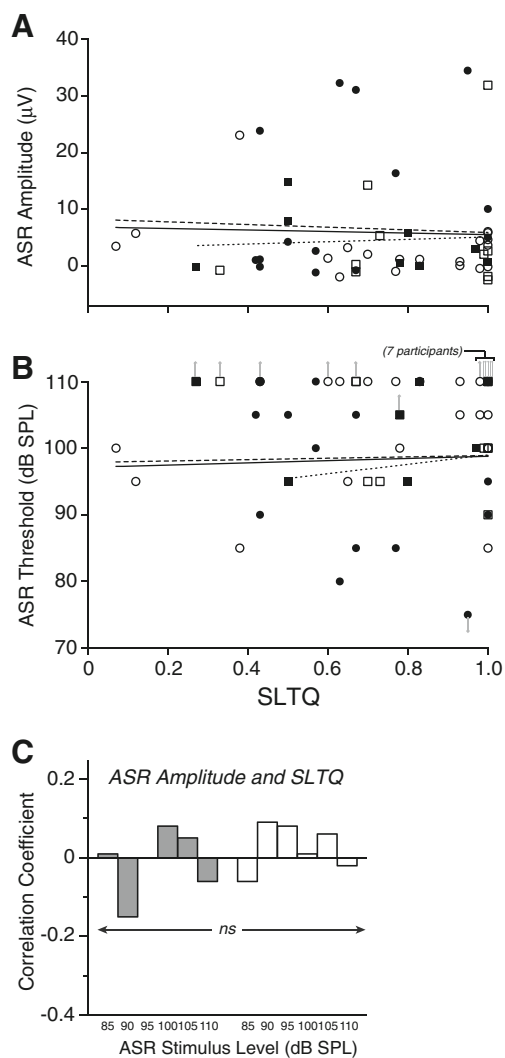 A
40
30
20
10
0
ASR Amplitude (µV)
(7 participants)
B
110
100
90
80
70
ASR Threshold (dB SPL)
0 0.2 0.4 0.6 0.8 1.0
SLTQ
C
ASR Amplitude and SLTQ
0.2
0
-0.2
-0.4
Correlation Coefficient
ns
85 90 95 100 105 110 85 90 95 100 105 110
ASR Stimulus Level (dB SPL)